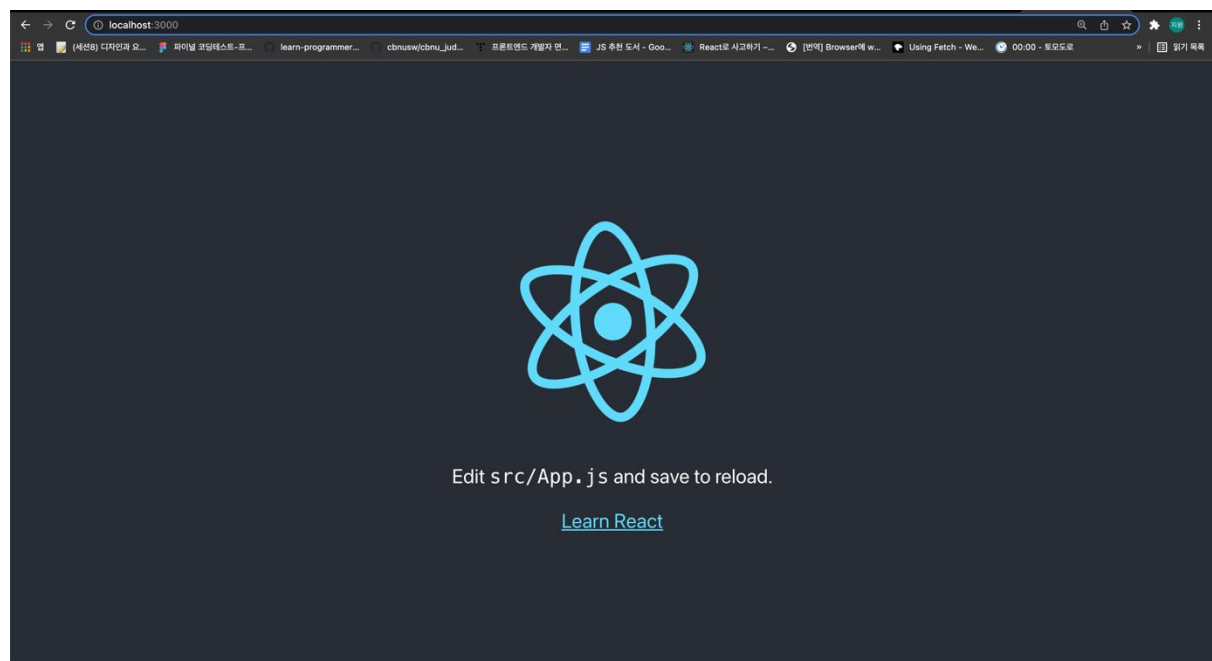 localhost:3000
지원
앱 (세션8) 디자인과 요... 파이널 코딩테스트-프... learn-programmer... cbnusw/cbnu_jud... 프론트엔드 개발자 면... JS 추천 도서 - Goo... React로 사고하기 –... [번역] Browser에 w... Using Fetch - We... 00:00 - 토모도로 » 읽기 목록
Edit src/App.js and save to reload.
Learn React